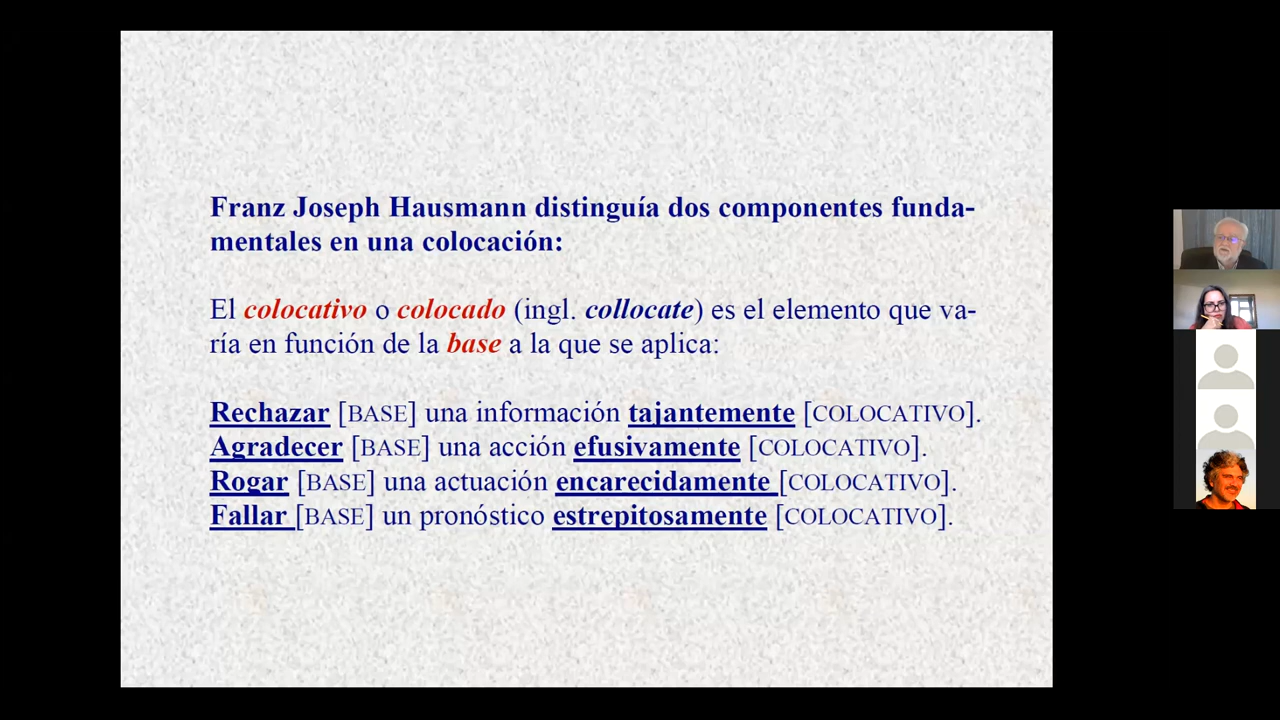 Franz Joseph Hausmann distinguía dos componentes funda-
mentales en una colocación:
El colocativo o colocado (ingl. collocate) es el elemento que va-
ría en función de la base a la que se aplica:
Rechazar [BASE] una información tajantemente [COLOCATIVO].
Agradecer [BASE] una acción efusivamente [COLOCATIVO].
Rogar [BASE] una actuación encarecidamente [COLOCATIVO].
Fallar [BASE] un pronóstico estrepitosamente [COLOCATIVO].